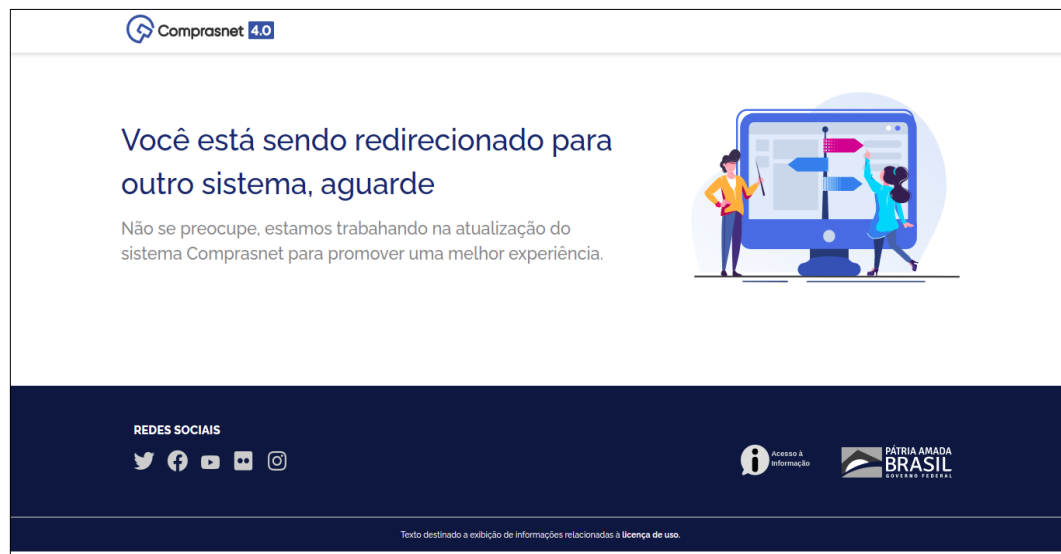 Comprasnet 4.0
Você está sendo redirecionado para
outro sistema, aguarde
Não se preocupe, estamos trabahando na atualização do
sistema Comprasnet para promover uma melhor experiência.
REDES SOCIAIS
Acesso à
Informação
PÁTRIA AMADA
BRASIL
GOVERNO FEDERAL
Texto destinado a exibição de informações relacionadas à licença de uso.